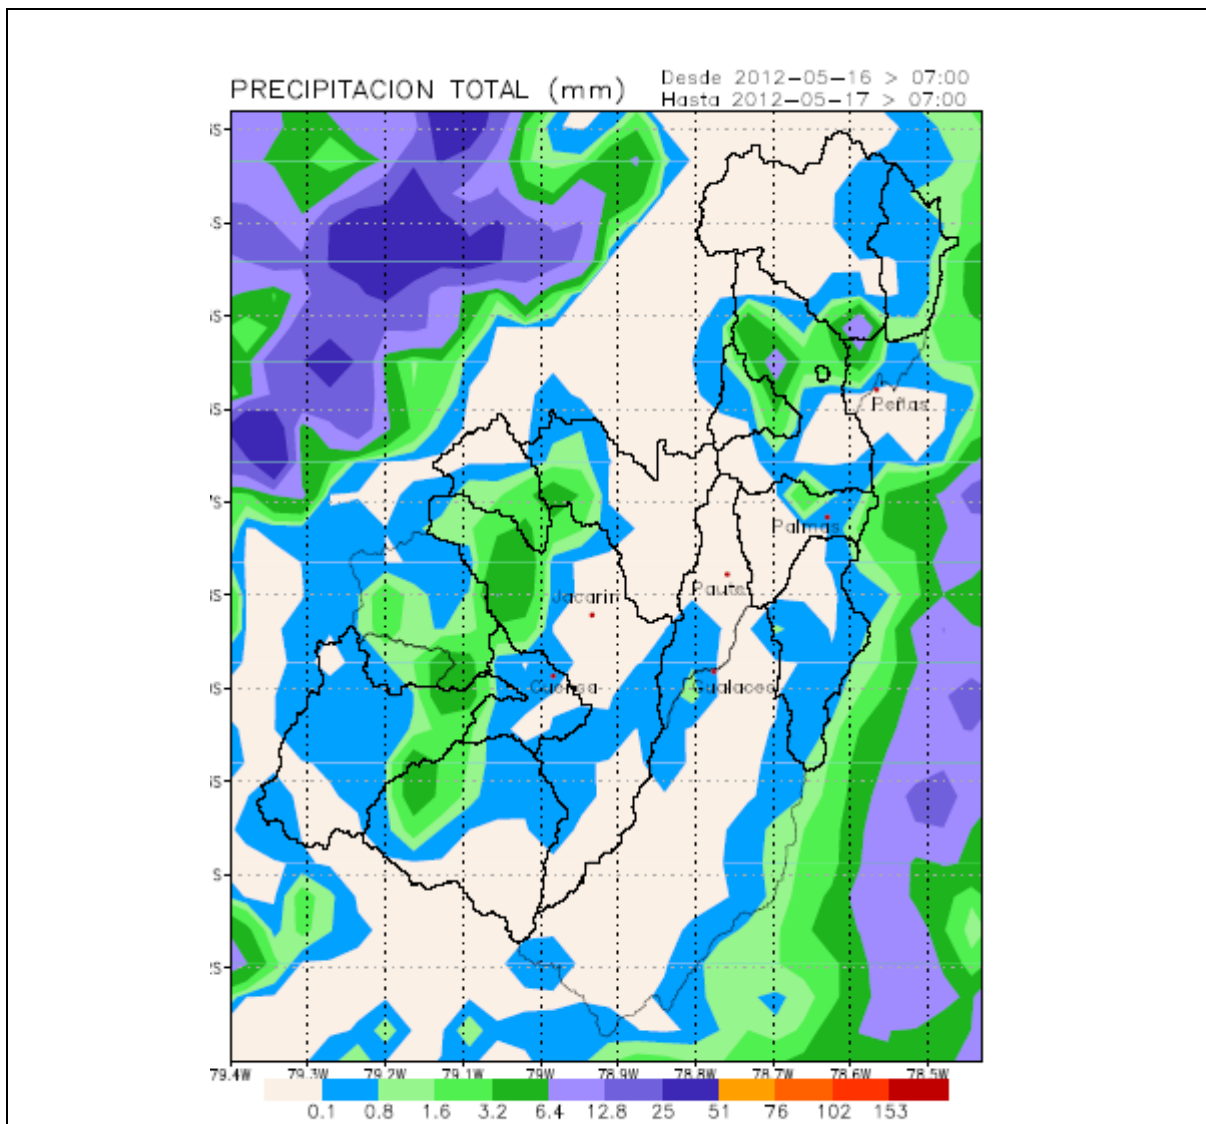 PRECIPITACION TOTAL (mm)
Desde 2012-05-16 > 07:00
Hasta 2012-05-17 > 07:00
Peñas
Palmas
Paute
Jacarin
Cuenca
Gualaceo
79.4W 79.3W 79.2W 79.1W 79W 78.9W 78.8W 78.7W 78.6W 78.5W
0.1 0.8 1.6 3.2 6.4 12.8 25 51 76 102 153